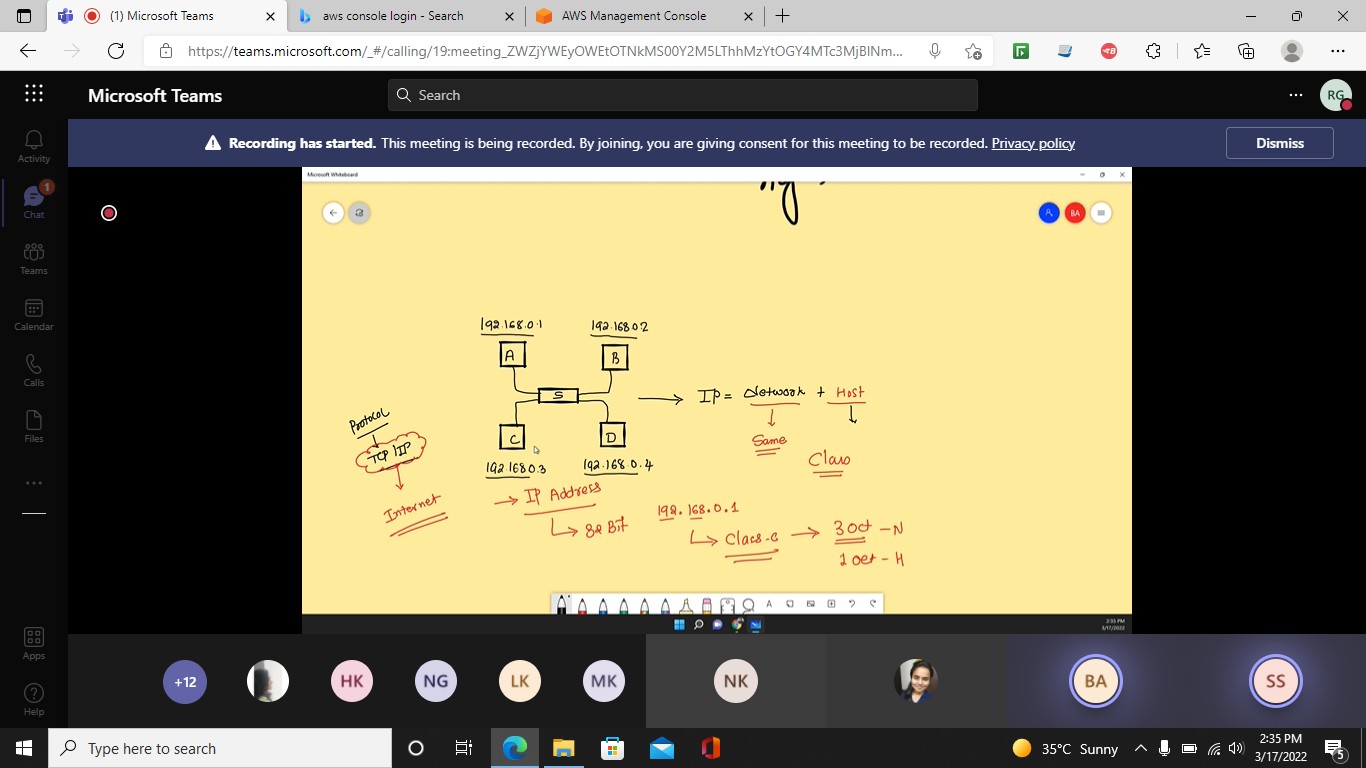 (1) Microsoft Teams
aws console login - Search
AWS Management Console
https://teams.microsoft.com/_#/calling/19:meeting_ZWZjYWEyOWEtOTNkMS00Y2M5LThhMzYtOGY4MTc3MjBlNm...
Microsoft Teams
Search
RG
Recording has started. This meeting is being recorded. By joining, you are giving consent for this meeting to be recorded. Privacy policy
Dismiss
Activity
1
Chat
Teams
Calendar
Calls
Files
Apps
Help
Microsoft Whiteboard
BA
192.168.0.1
192.168 0 2
A
B
S
IP = Network + Host
Same
Class
C
D
192.168 0 3
192.168.0.4
Protocol
TCP/IP
Internet
IP Address
32 Bit
192.168.0.1
Class-C
3 Oct - N
1 Oct - H
A
2:35 PM
3/17/2022
+12
HK
NG
LK
MK
NK
BA
SS
Type here to search
35°C Sunny
2:35 PM
3/17/2022
5